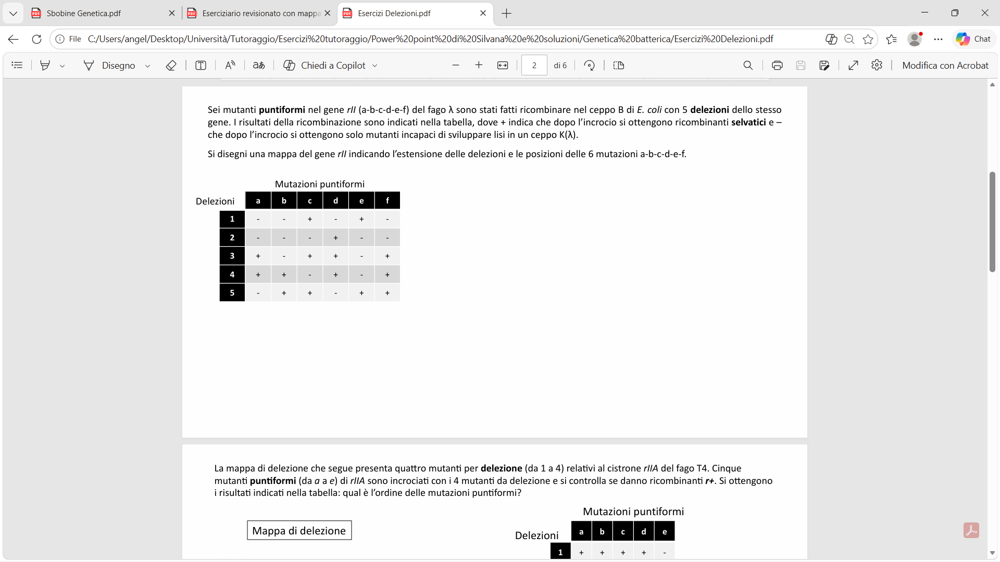 Sbobine Genetica.pdf
Eserciziario revisionato con mappa
Esercizi Delezioni.pdf
File C:/Users/angel/Desktop/Università/Tutoraggio/Esercizi%20tutoraggio/Power%20point%20di%20Silvana%20e%20soluzioni/Genetica%20batterica/Esercizi%20Delezioni.pdf
Chat
Disegno
Chiedi a Copilot
2 di 6
Modifica con Acrobat
Sei mutanti puntiformi nel gene rII (a-b-c-d-e-f) del fago λ sono stati fatti ricombinare nel ceppo B di E. coli con 5 delezioni dello stesso
gene. I risultati della ricombinazione sono indicati nella tabella, dove + indica che dopo l’incrocio si ottengono ricombinanti selvatici e –
che dopo l’incrocio si ottengono solo mutanti incapaci di sviluppare lisi in un ceppo K(λ).
Si disegni una mappa del gene rII indicando l’estensione delle delezioni e le posizioni delle 6 mutazioni a-b-c-d-e-f.
Mutazioni puntiformi
Delezioni a b c d e f
1 - - + - + -
2 - - - + - -
3 + - + + - +
4 + + - + - +
5 - + + - + +
La mappa di delezione che segue presenta quattro mutanti per delezione (da 1 a 4) relativi al cistrone rIIA del fago T4. Cinque
mutanti puntiformi (da a a e) di rIIA sono incrociati con i 4 mutanti da delezione e si controlla se danno ricombinanti r+. Si ottengono
i risultati indicati nella tabella: qual è l’ordine delle mutazioni puntiformi?
Mutazioni puntiformi
Mappa di delezione
Delezioni a b c d e
1 + + + + -